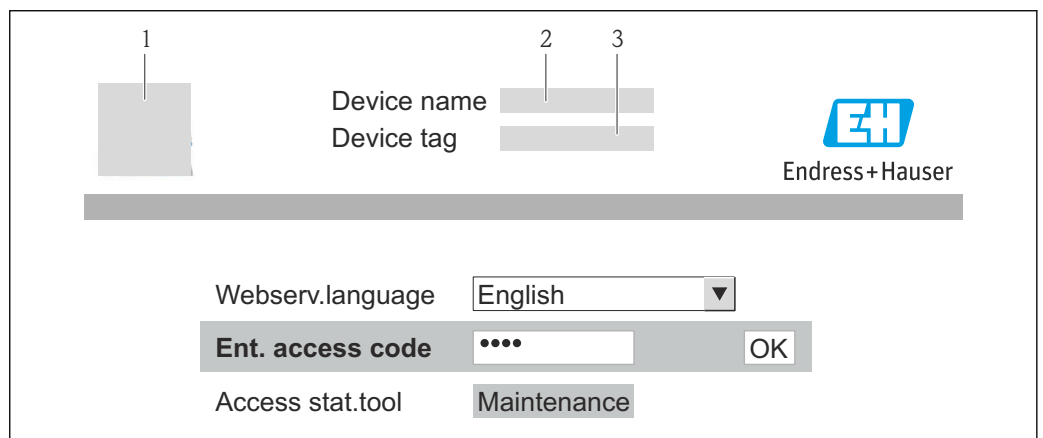 1 2 3
Device name
Device tag
EH
Endress+Hauser
Webserv.language English ▼
Ent. access code •••• OK
Access stat.tool Maintenance